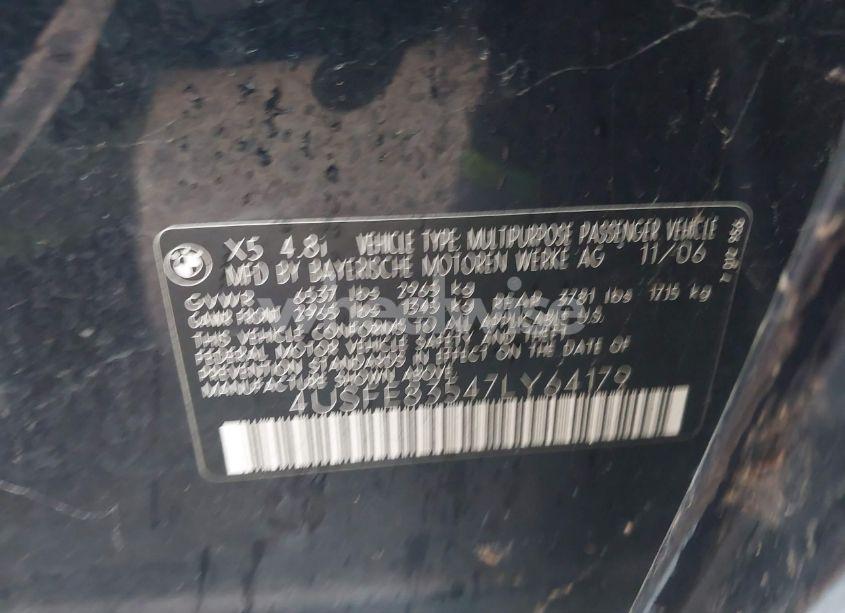 X5 4.8i VEHICLE TYPE: MULTIPURPOSE PASSENGER VEHICLE
MFD BY BAYERISCHE MOTOREN WERKE AG 11/06
GVWR 6537 lbs 2965 kg
GAWR FRONT 2965 lbs 1345 kg REAR 3781 lbs 1715 kg
THIS VEHICLE CONFORMS TO ALL APPLICABLE U.S.
FEDERAL MOTOR VEHICLE SAFETY AND THEFT
PREVENTION STANDARDS IN EFFECT ON THE DATE OF
MANUFACTURE SHOWN ABOVE.
4USFE83547LY64179